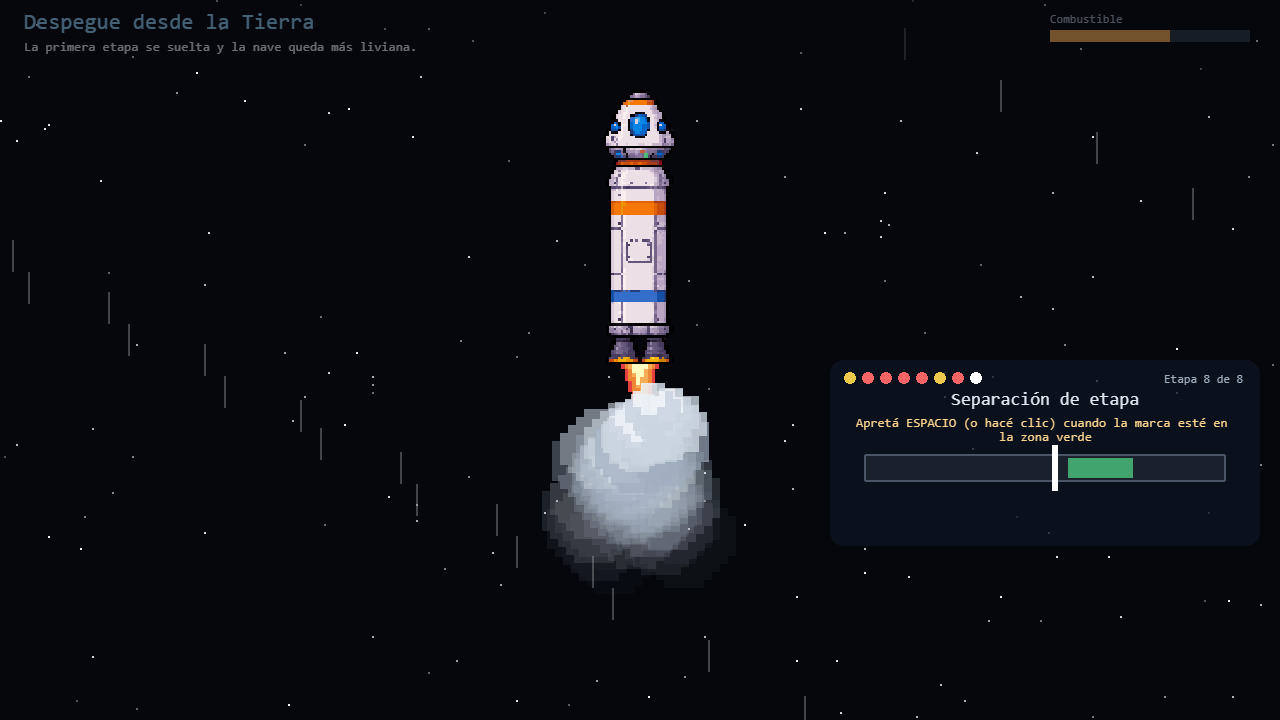 Despegue desde la Tierra
La primera etapa se suelta y la nave queda más liviana.
Combustible
Etapa 8 de 8
Separación de etapa
Apretá ESPACIO (o hacé clic) cuando la marca esté en
la zona verde